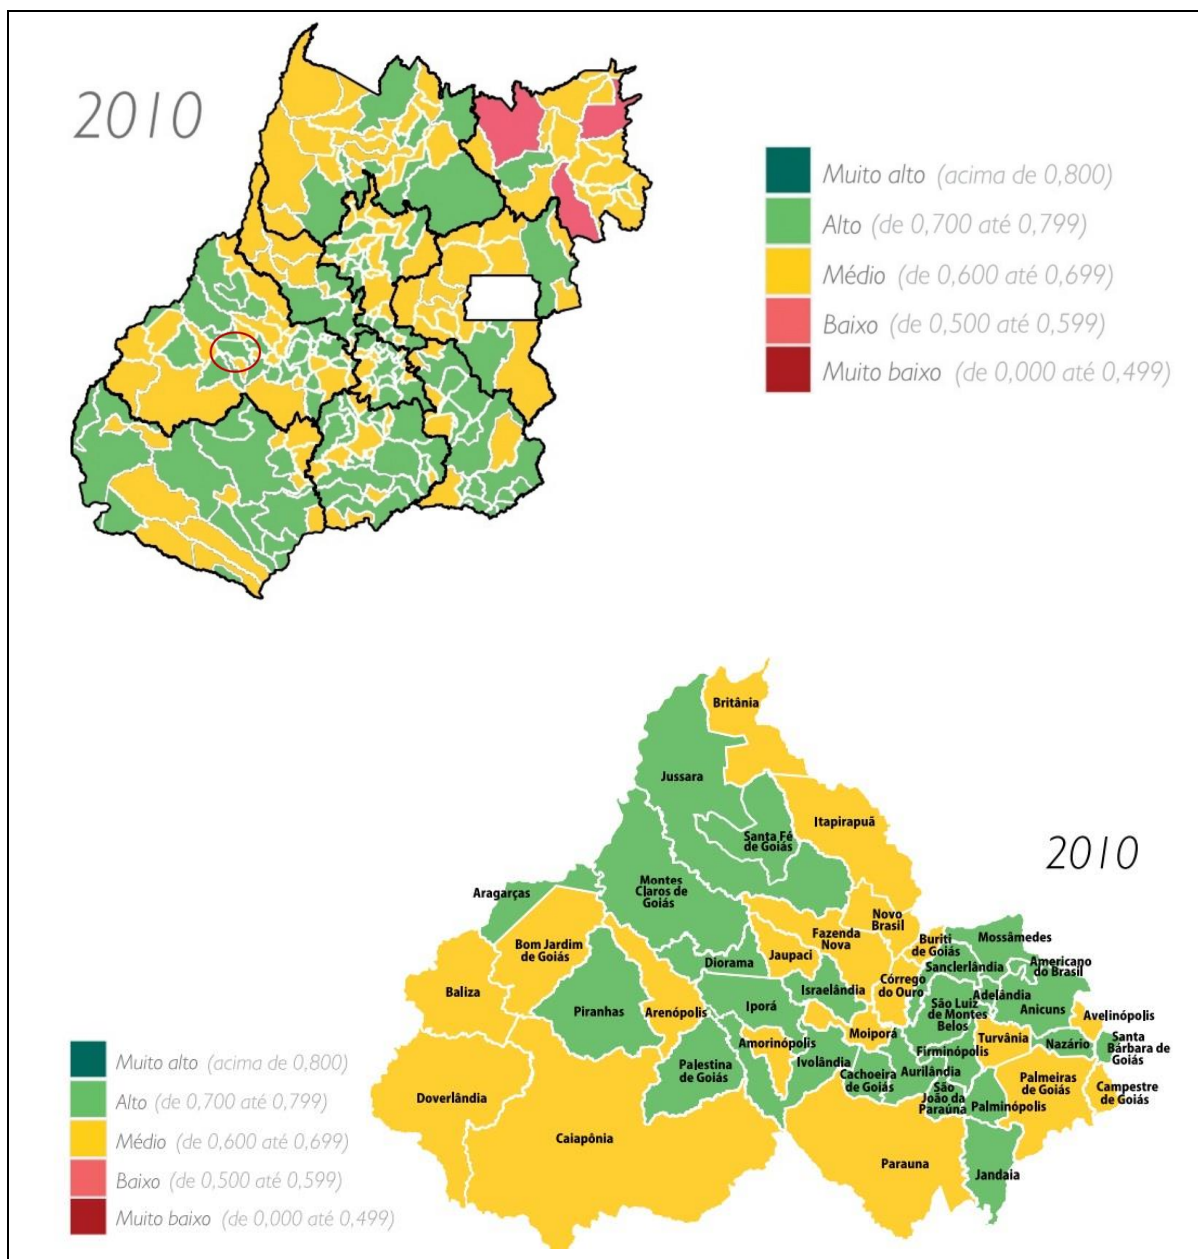 2010
Muito alto (acima de 0,800)
Alto (de 0,700 até 0,799)
Médio (de 0,600 até 0,699)
Baixo (de 0,500 até 0,599)
Muito baixo (de 0,000 até 0,499)
Britânia
Jussara
Itapirapuã
Santa Fé
de Goiás
2010
Montes
Claros de
Goiás
Aragarças
Novo
Brasil
Bom Jardim
de Goiás
Fazenda
Nova
Buriti
de Goiás
Mossâmedes
Jaupaci
Diorama
Sanclerlândia
Americano
do Brasil
Baliza
Israelândia
Córrego
do Ouro
Adelândia
Piranhas
Arenópolis
Iporá
São Luiz
de Montes
Belos
Anicuns
Avelinópolis
Moiporá
Turvânia
Nazário
Santa
Bárbara de
Goiás
Amorinópolis
Firminópolis
Palestina
de Goiás
Ivolândia
Cachoeira
de Goiás
Aurilândia
São
João da
Paraúna
Palmeiras
de Goiás
Campestre
de Goiás
Doverlândia
Palminópolis
Caiapônia
Parauna
Jandaia
Muito alto (acima de 0,800)
Alto (de 0,700 até 0,799)
Médio (de 0,600 até 0,699)
Baixo (de 0,500 até 0,599)
Muito baixo (de 0,000 até 0,499)